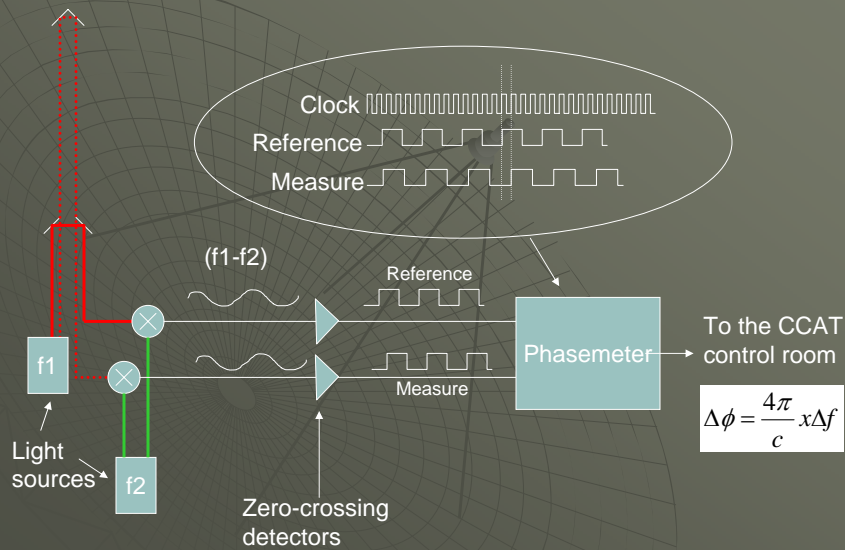 Clock
Reference
Measure
(f1-f2)
Reference
f1
Phasemeter
To the CCAT
control room
Measure
Δϕ = 4π/c xΔf
Light
sources
f2
Zero-crossing
detectors